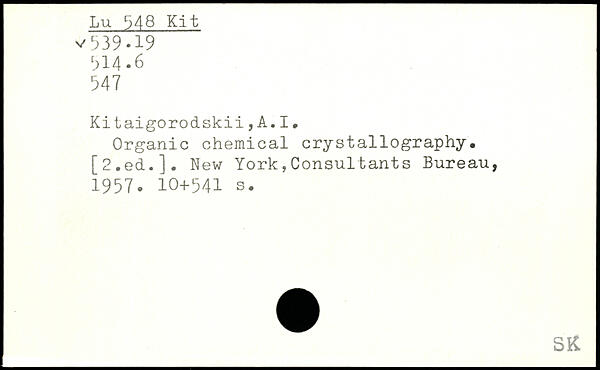 Lu 548 Kit
✓539.19
514.6
547
Kitaigorodskii,A.I.
Organic chemical crystallography.
[2.ed.]. New York,Consultants Bureau,
1957. 10+541 s.
SK